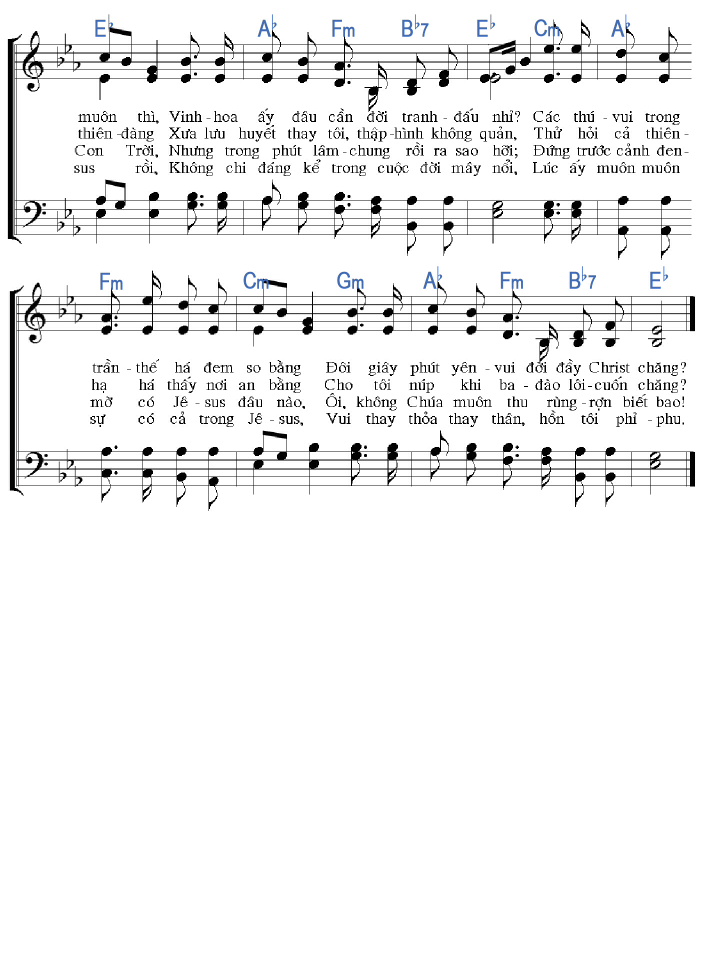 E♭ A♭ Fm B♭7 E♭ Cm A♭
muôn thì, Vinh-hoa ấy đâu cần đời tranh-đấu nhỉ? Các thú-vui trong
thiên-đàng Xưa lưu huyết thay tôi, thập-hình không quản, Thử hỏi cả thiên-
Con Trời, Nhưng trong phút lâm-chung rồi ra sao hỡi; Đứng trước cảnh đen-
sus rồi, Không chi đáng kể trong cuộc đời mây nổi, Lúc ấy muôn muôn
Fm Cm Gm A♭ Fm B♭7 E♭
trần-thế há đem so bằng Đôi giây phút yên-vui đời đầy Christ chăng?
hạ há thấy nơi an bằng Cho tôi núp khi ba-đào lôi-cuốn chăng?
mờ có Jê-sus đâu nào, Ôi, không Chúa muôn thu rùng-rợn biết bao!
sự có cả trong Jê-sus, Vui thay thỏa thay thần, hồn tôi phỉ-phu.